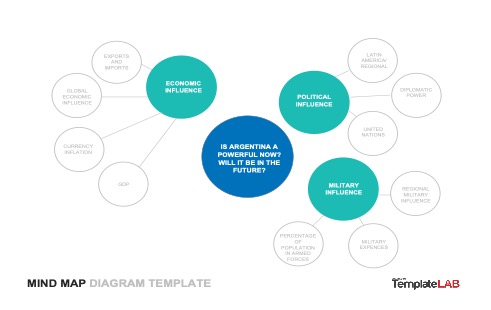 EXPORTS
AND
IMPORTS
GLOBAL
ECONOMIC
INFLUENCE
CURRENCY
INFLATION
GDP
ECONOMIC
INFLUENCE
IS ARGENTINA A
POWERFUL NOW?
WILL IT BE IN THE
FUTURE?
POLITICAL
INFLUENCE
LATIN
AMERICAN
REGIONAL
DIPLOMATIC
POWER
UNITED
NATIONS
MILITARY
INFLUENCE
REGIONAL
MILITARY
INFLUENCE
PERCENTAGE
OF
POPULATION
IN ARMED
FORCES
MILITARY
EXPENCES
MIND MAP DIAGRAM TEMPLATE
TemplateLAB